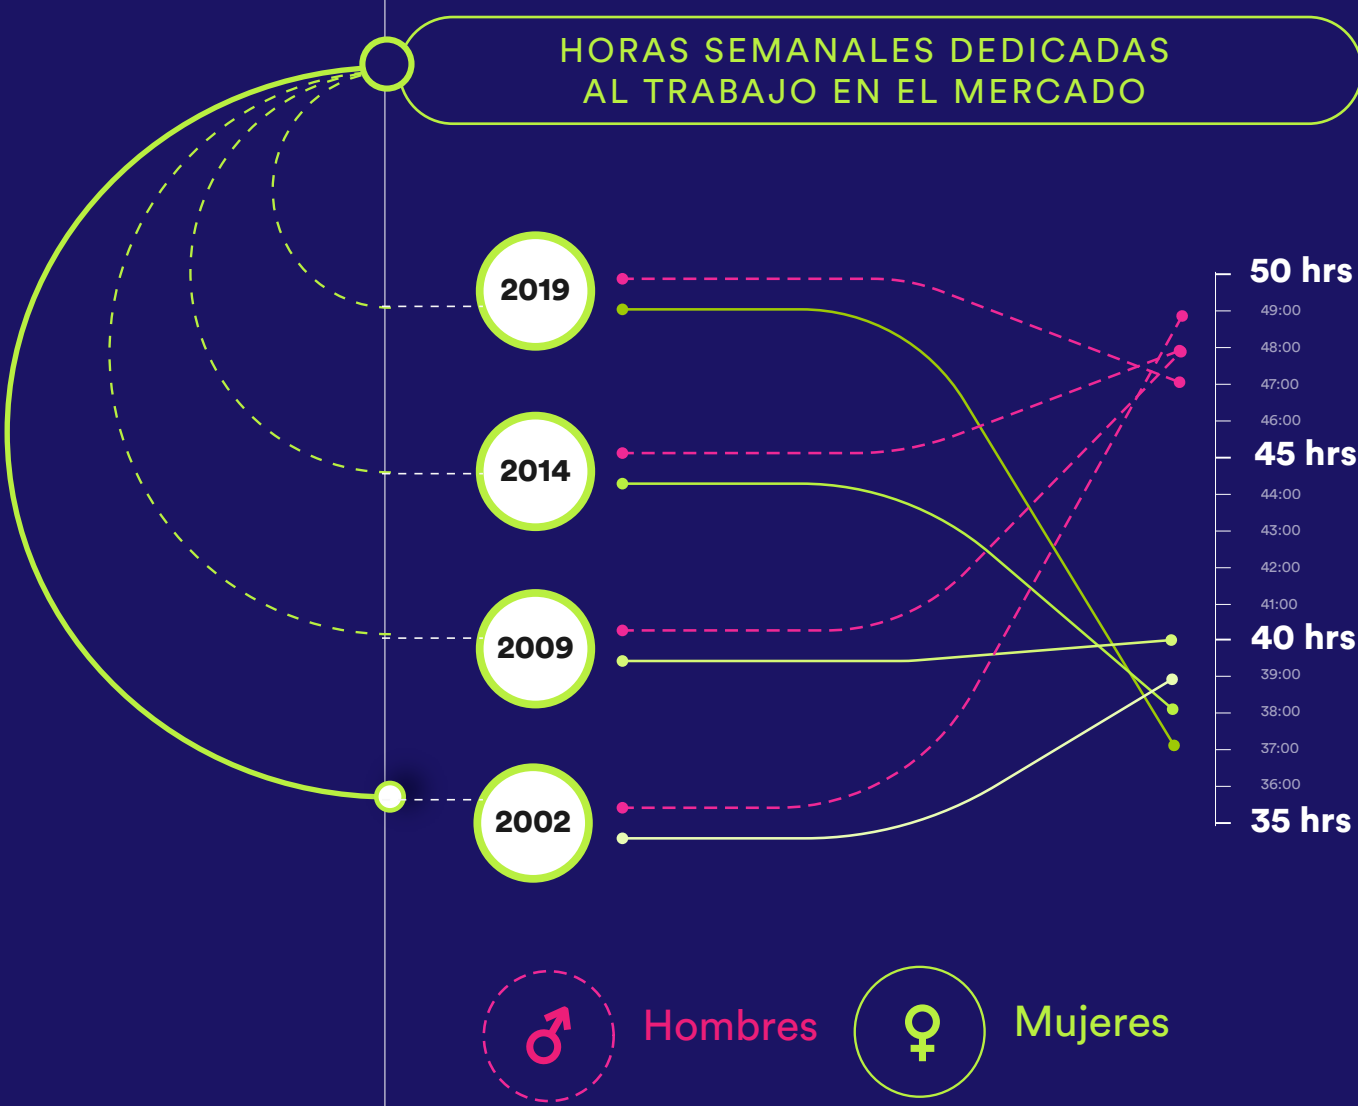 HORAS SEMANALES DEDICADAS
AL TRABAJO EN EL MERCADO
2019
2014
2009
2002
50 hrs
49:00
48:00
47:00
46:00
45 hrs
44:00
43:00
42:00
41:00
40 hrs
39:00
38:00
37:00
36:00
35 hrs
Hombres
Mujeres